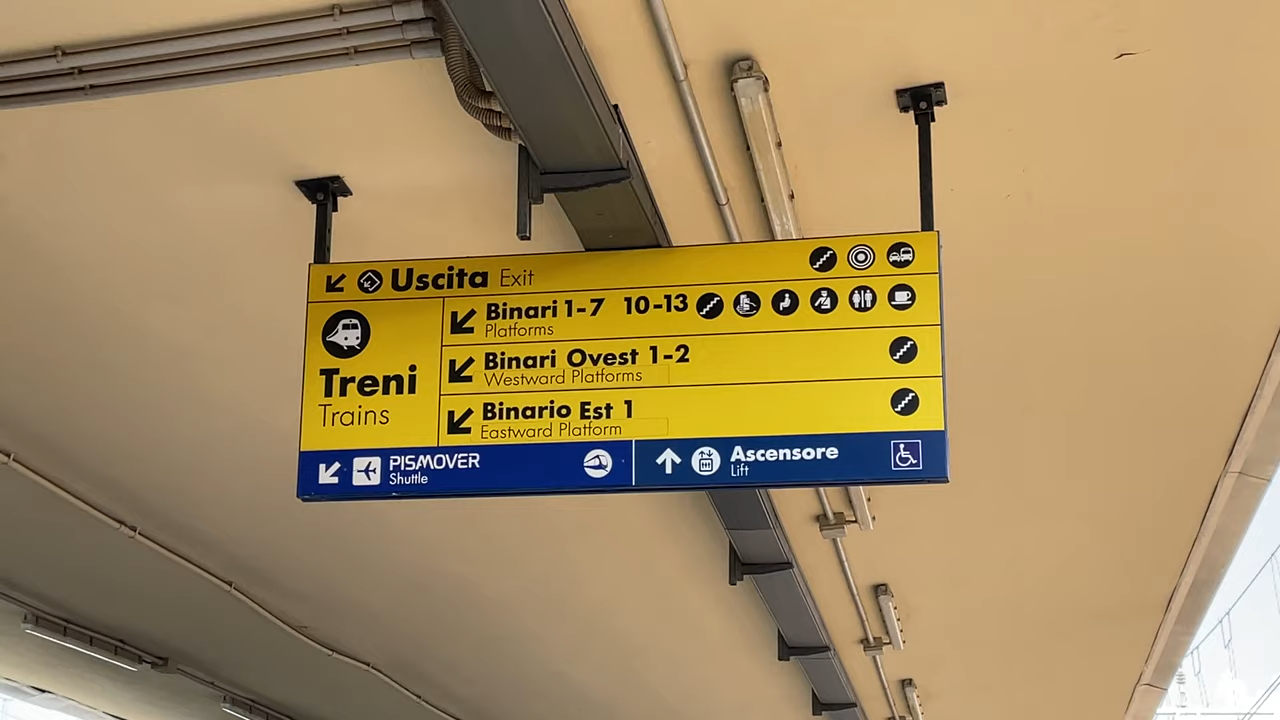 Uscita Exit
Treni
Trains
Binari 1-7 10-13
Platforms
Binari Ovest 1-2
Westward Platforms
Binario Est 1
Eastward Platform
PISAMOVER
Shuttle
Ascensore
Lift